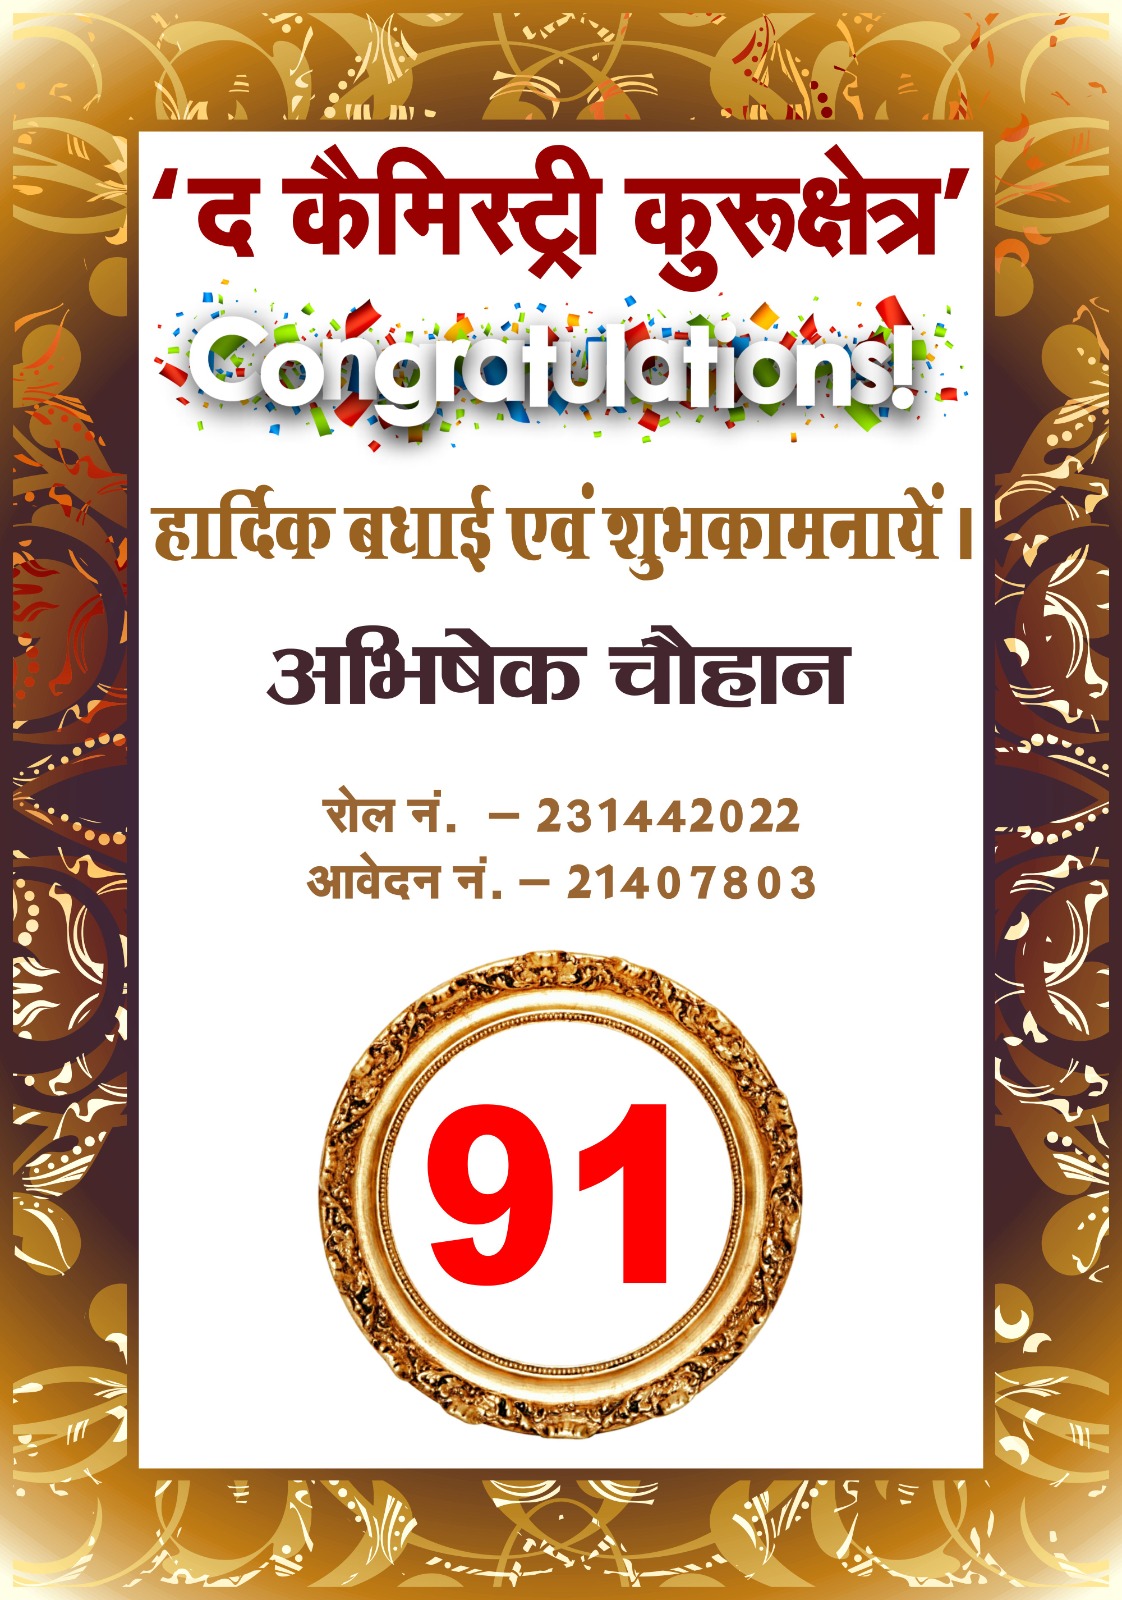 ‘द कैमिस्ट्री कुरूक्षेत्र’
Congratulations!
हार्दिक बधाई एवं शुभकामनायें।
अभिषेक चौहान
रोल नं. – 231442022
आवेदन नं. – 21407803
91